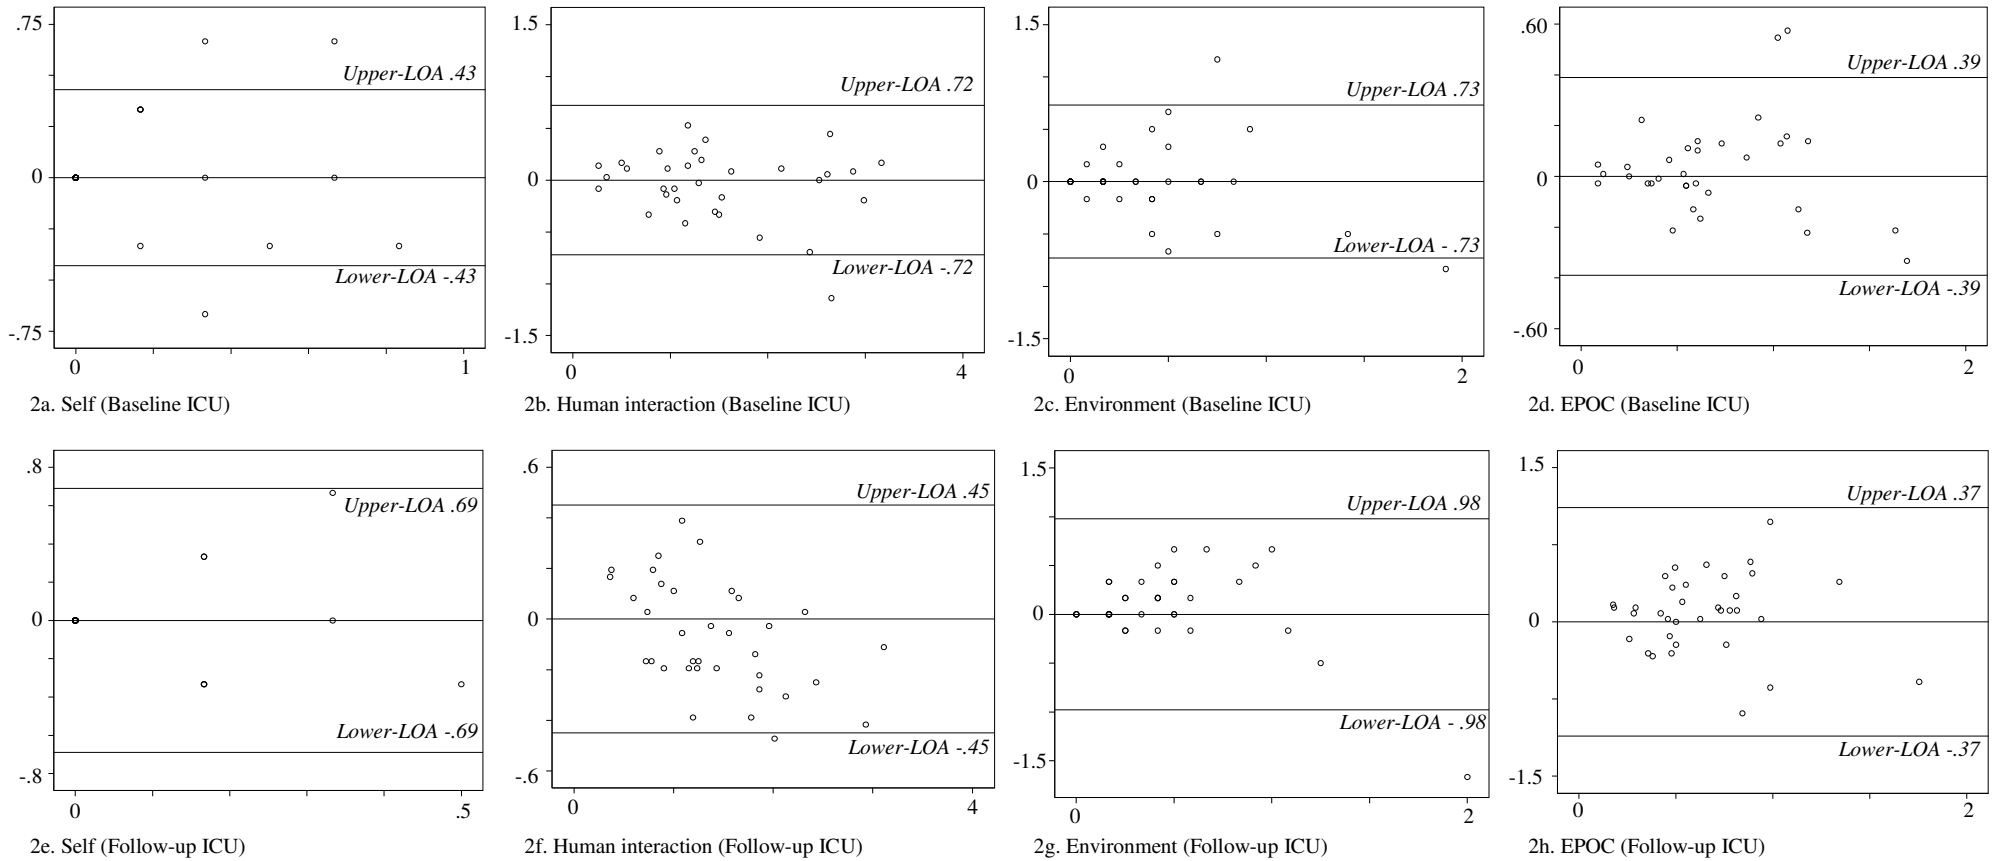 .75
Upper-LOA .43
0
Lower-LOA -.43
-.75
0 1
2a. Self (Baseline ICU)
1.5
Upper-LOA .72
0
Lower-LOA -.72
-1.5
0 4
2b. Human interaction (Baseline ICU)
1.5
Upper-LOA .73
0
Lower-LOA - .73
-1.5
0 2
2c. Environment (Baseline ICU)
.60
Upper-LOA .39
0
Lower-LOA -.39
-.60
0 2
2d. EPOC (Baseline ICU)
.8
Upper-LOA .69
0
Lower-LOA -.69
-.8
0 .5
2e. Self (Follow-up ICU)
.6
Upper-LOA .45
0
Lower-LOA -.45
-.6
0 4
2f. Human interaction (Follow-up ICU)
1.5
Upper-LOA .98
0
Lower-LOA - .98
-1.5
0 2
2g. Environment (Follow-up ICU)
1.5
Upper-LOA .37
0
Lower-LOA -.37
-1.5
0 2
2h. EPOC (Follow-up ICU)